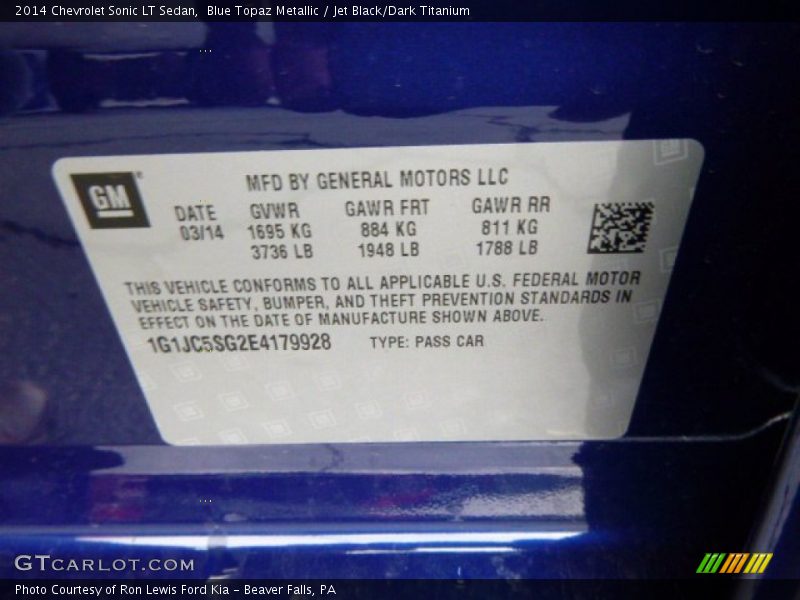 2014 Chevrolet Sonic LT Sedan,  Blue Topaz Metallic / Jet Black/Dark Titanium
GM®
MFD BY GENERAL MOTORS LLC
DATE GVWR GAWR FRT GAWR RR
03/14 1695 KG 884 KG 811 KG
3736 LB 1948 LB 1788 LB
THIS VEHICLE CONFORMS TO ALL APPLICABLE U.S. FEDERAL MOTOR
VEHICLE SAFETY, BUMPER, AND THEFT PREVENTION STANDARDS IN
EFFECT ON THE DATE OF MANUFACTURE SHOWN ABOVE.
1G1JC5SG2E4179928 TYPE: PASS CAR
GTCARLOT.COM
Photo Courtesy of Ron Lewis Ford Kia - Beaver Falls, PA